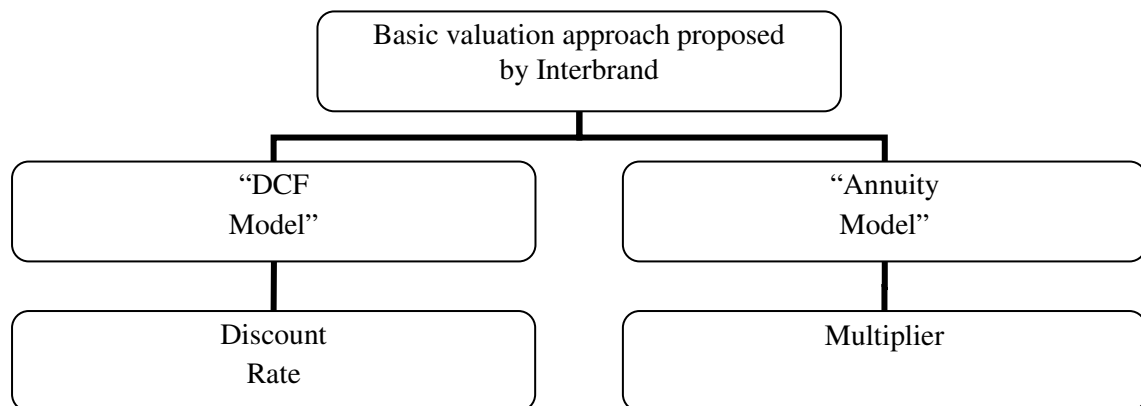 Basic valuation approach proposed
by Interbrand
“DCF
Model”
“Annuity
Model”
Discount
Rate
Multiplier